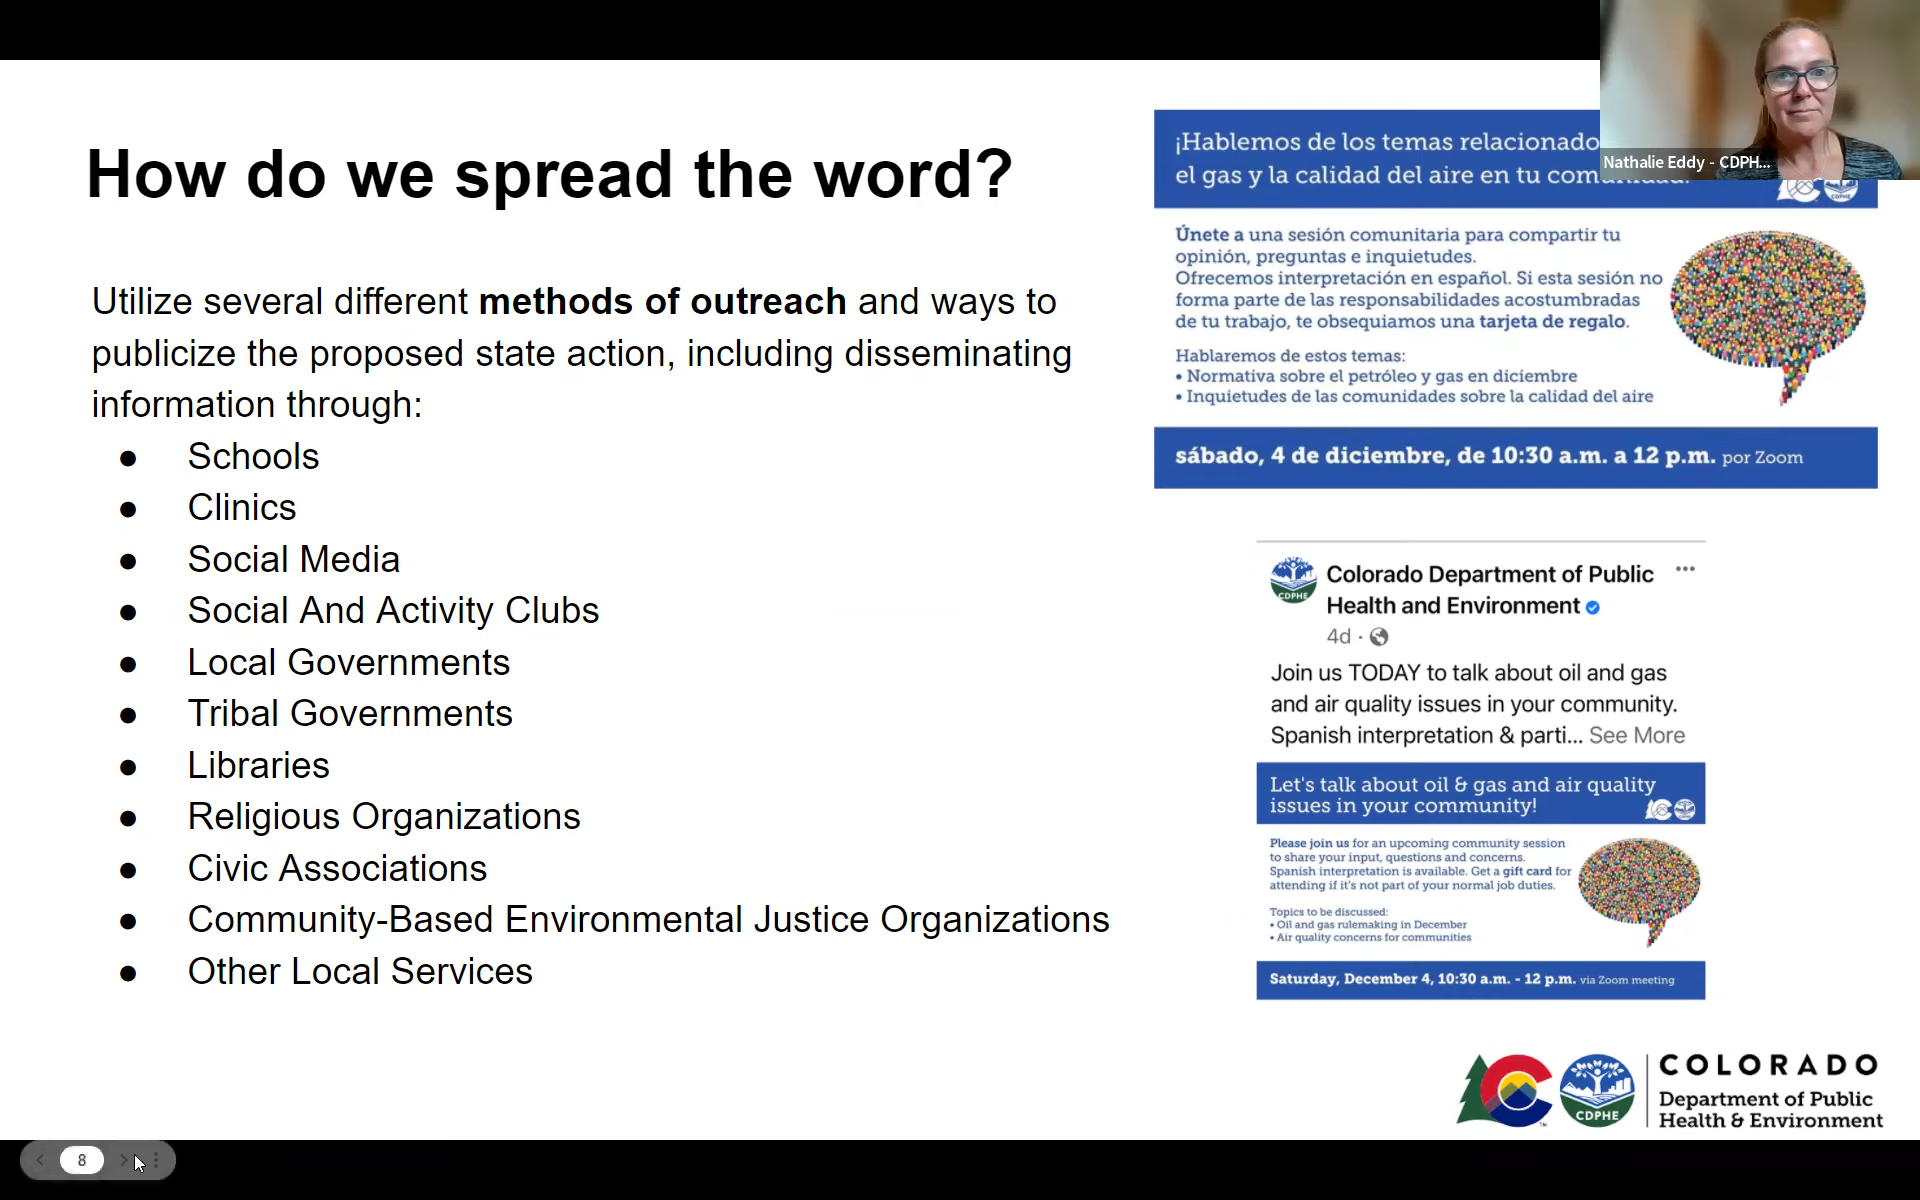 How do we spread the word?
Utilize several different methods of outreach and ways to
publicize the proposed state action, including disseminating
information through:
● Schools
● Clinics
● Social Media
● Social And Activity Clubs
● Local Governments
● Tribal Governments
● Libraries
● Religious Organizations
● Civic Associations
● Community-Based Environmental Justice Organizations
● Other Local Services
¡Hablemos de los temas
el gas y la calidad del aire en tu
Únete a una sesión comunitaria para compartir tu
opinión, preguntas e inquietudes.
Ofrecemos interpretación en español. Si esta sesión no
forma parte de las responsabilidades acostumbradas
de tu trabajo, te obsequiamos una tarjeta de regalo.
Hablaremos de estos temas:
• Normativa sobre el petróleo y gas en diciembre
• Inquietudes de las comunidades sobre la calidad del aire
sábado, 4 de diciembre, de 10:30 a.m. a 12 p.m. por Zoom
Nathalie Eddy - CDPH...
CDPHE
Colorado Department of Public
Health and Environment
4d ·
Join us TODAY to talk about oil and gas
and air quality issues in your community.
Spanish interpretation & parti... See More
Let's talk about oil & gas and air quality
issues in your community!
Please join us for an upcoming community session
to share your input, questions and concerns.
Spanish interpretation is available. Get a gift card for
attending if it's not part of your normal job duties.
Topics to be discussed:
• Oil and gas rulemaking in December
• Air quality concerns for communities
Saturday, December 4, 10:30 a.m. - 12 p.m. via Zoom meeting
CDPHE
COLORADO
Department of Public
Health & Environment
8